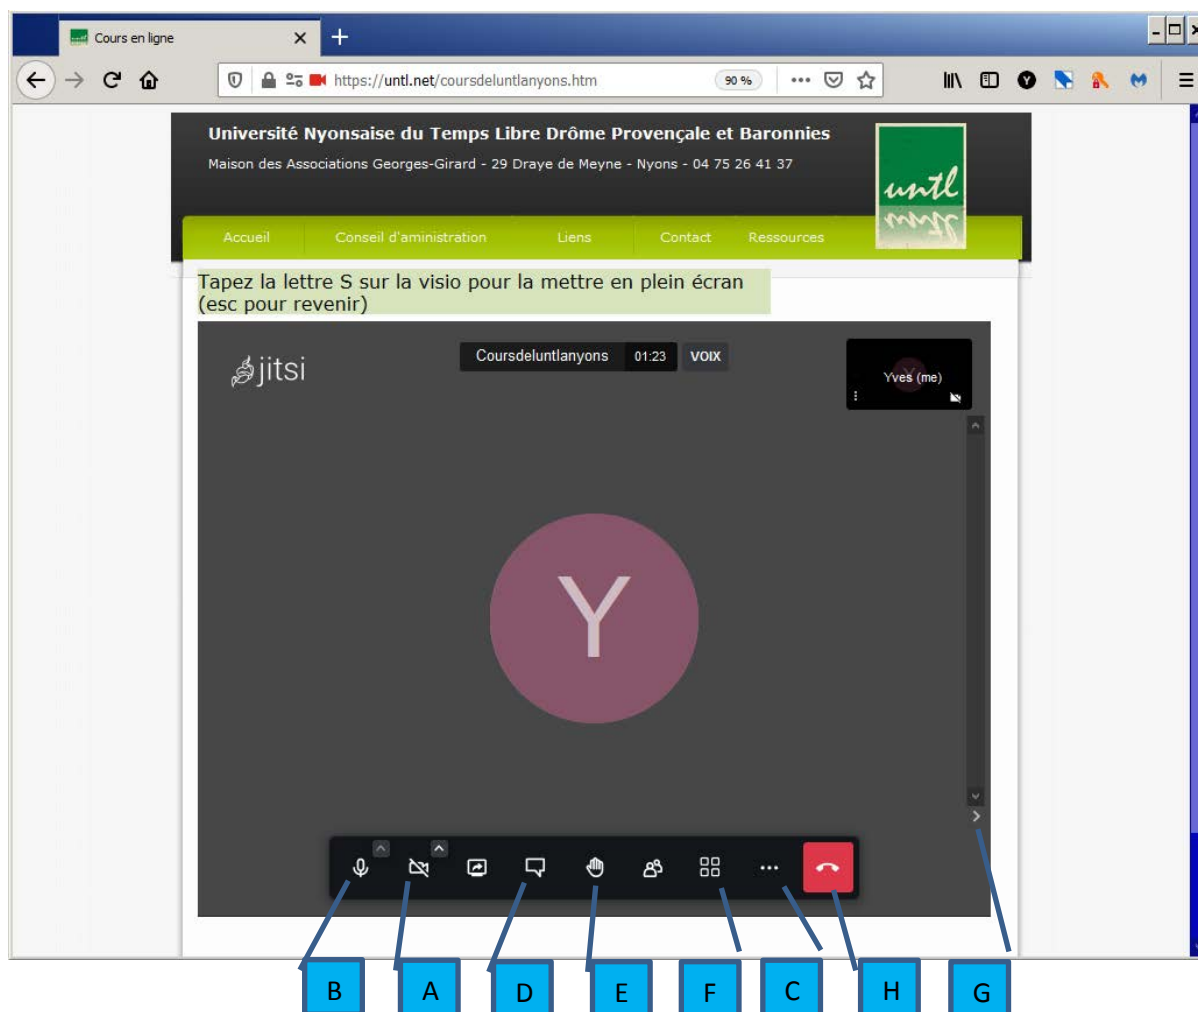 Cours en ligne
https://untl.net/coursdeluntlanyons.htm
90 %
Université Nyonsaise du Temps Libre Drôme Provençale et Baronnies
Maison des Associations Georges-Girard - 29 Draye de Meyne - Nyons - 04 75 26 41 37
untl
Accueil Conseil d'aministration Liens Contact Ressources
Tapez la lettre S sur la visio pour la mettre en plein écran
(esc pour revenir)
jitsi
Coursdeluntlanyons 01:23 VOIX
Yves (me)
Y
B A D E F C H G